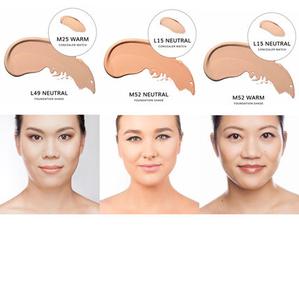 M25 WARM
CONCEALER MATCH
L15 NEUTRAL
CONCEALER MATCH
L15 NEUTRAL
CONCEALER MATCH
L49 NEUTRAL
FOUNDATION SHADE
M52 NEUTRAL
FOUNDATION SHADE
M52 WARM
FOUNDATION SHADE